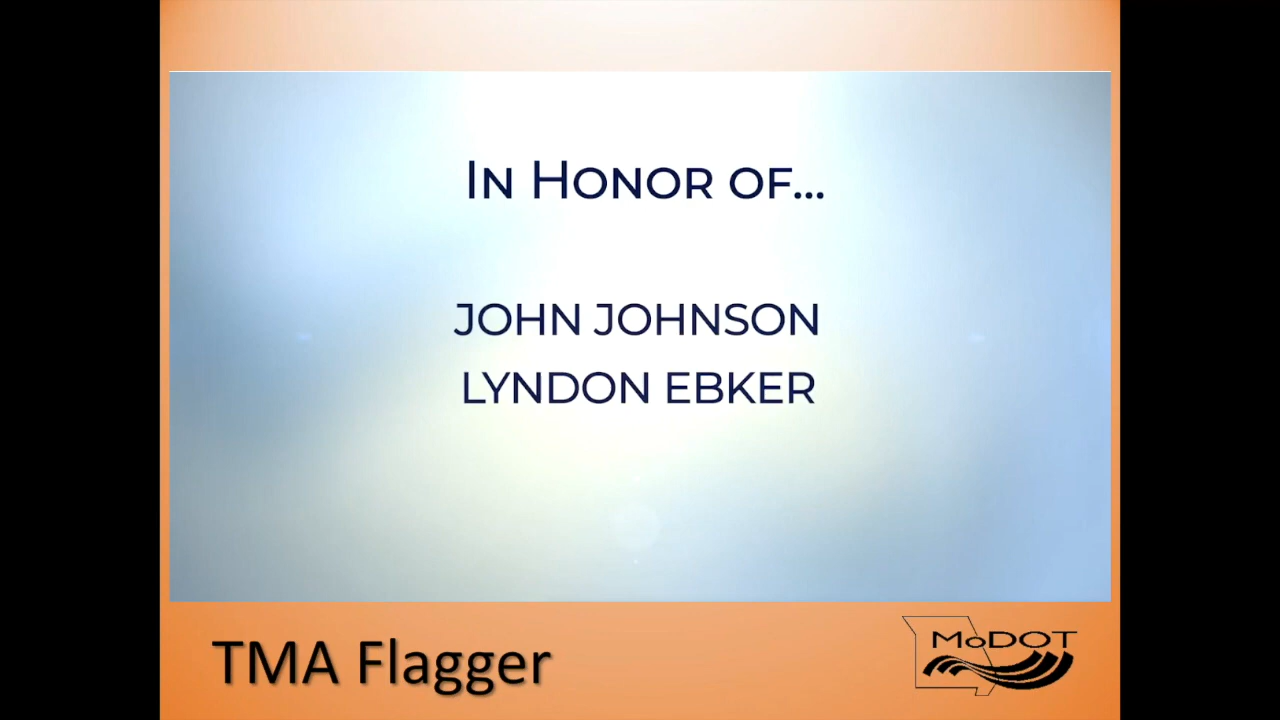 In Honor of...
JOHN JOHNSON
LYNDON EBKER
TMA Flagger
MoDOT